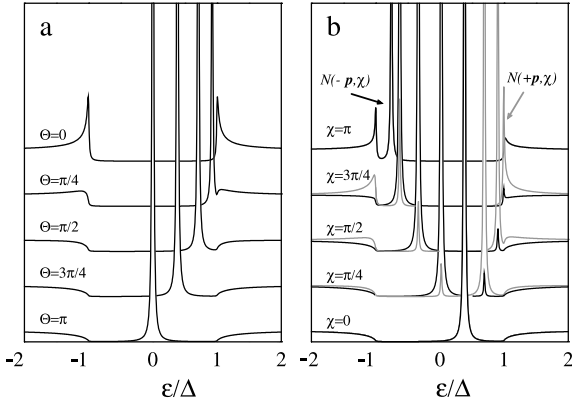 a
Θ=0
Θ=π/4
Θ=π/2
Θ=3π/4
Θ=π
-2 -1 0 1 2
ε/Δ
b
N(-p,χ)
N(+p,χ)
χ=π
χ=3π/4
χ=π/2
χ=π/4
χ=0
-2 -1 0 1 2
ε/Δ